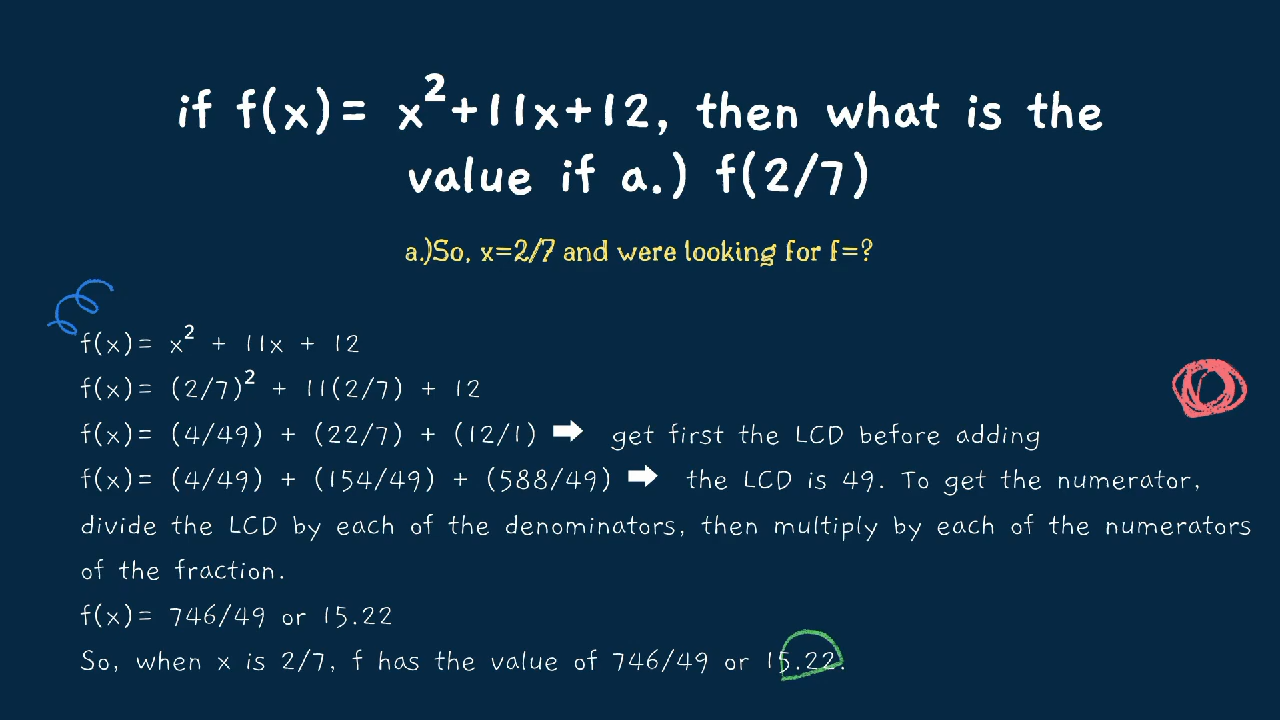 if f(x)= x²+11x+12, then what is the
value if a.) f(2/7)
a.)So, x=2/7 and were looking for f=?
f(x)= x² + 11x + 12
f(x)= (2/7)² + 11(2/7) + 12
f(x)= (4/49) + (22/7) + (12/1) ➡ get first the LCD before adding
f(x)= (4/49) + (154/49) + (588/49) ➡ the LCD is 49. To get the numerator,
divide the LCD by each of the denominators, then multiply by each of the numerators
of the fraction.
f(x)= 746/49 or 15.22
So, when x is 2/7, f has the value of 746/49 or 15.22.